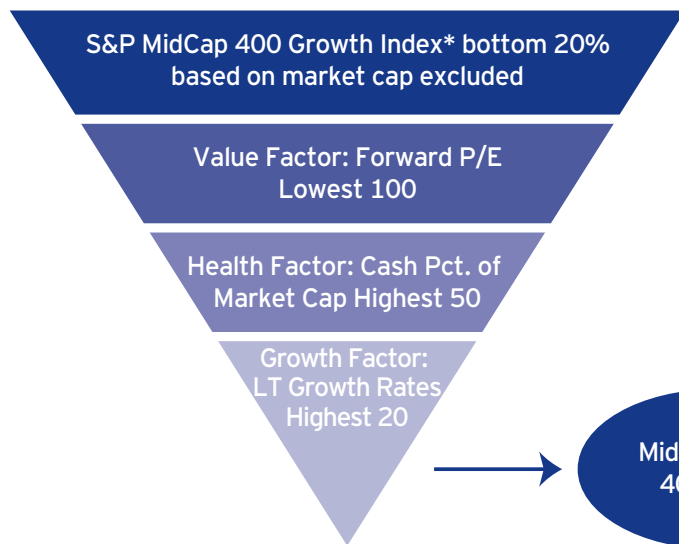 S&P MidCap 400 Growth Index* bottom 20%
based on market cap excluded
Value Factor: Forward P/E
Lowest 100
Health Factor: Cash Pct. of
Market Cap Highest 50
Growth Factor:
LT Growth Rates
Highest 20